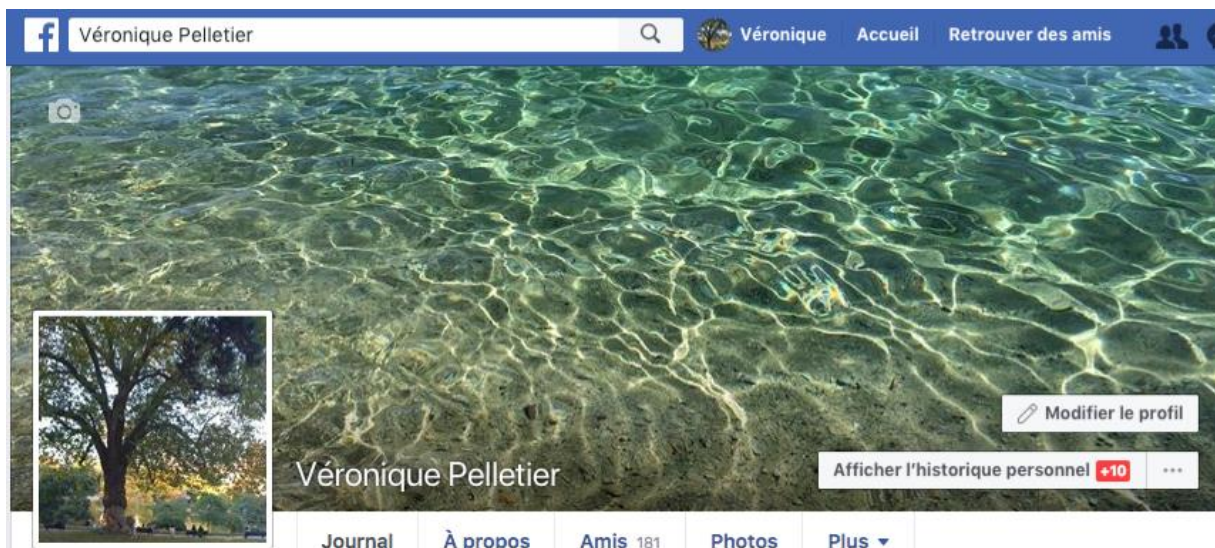 f Véronique Pelletier Véronique Accueil Retrouver des amis
Modifier le profil
Véronique Pelletier
Afficher l'historique personnel +10 ...
Journal À propos Amis 181 Photos Plus